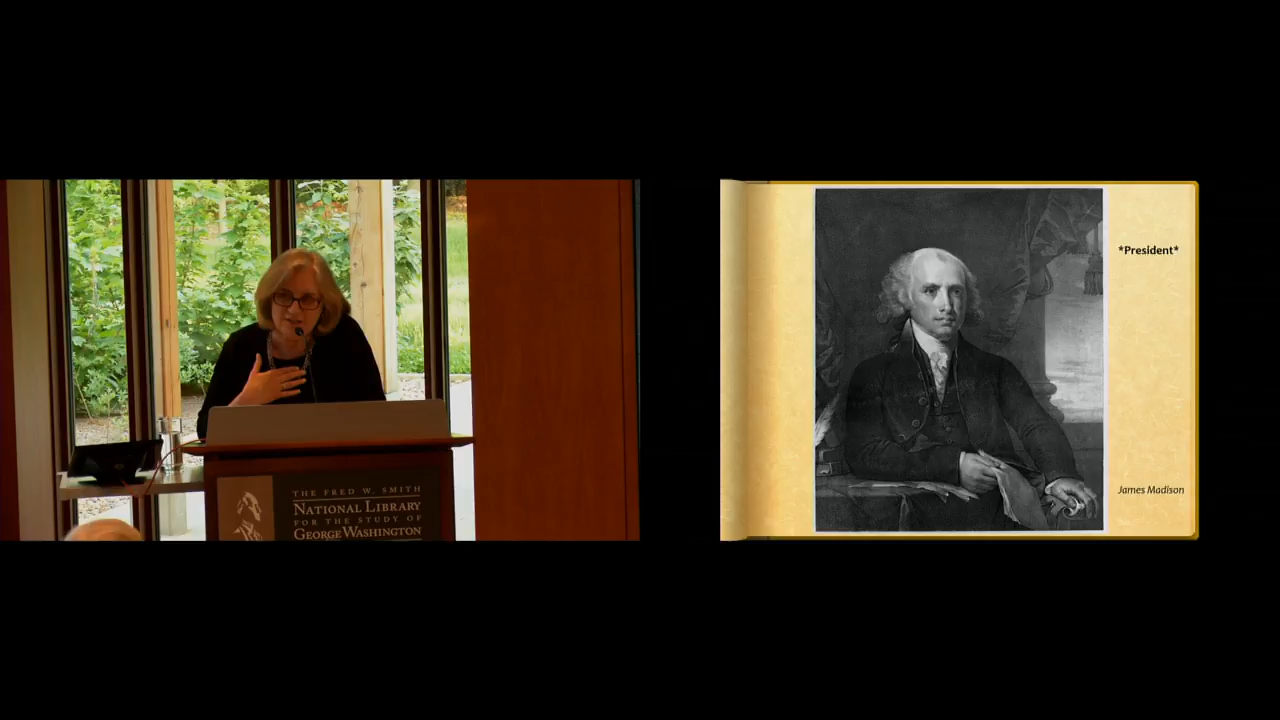 THE FRED W. SMITH
NATIONAL LIBRARY
FOR THE STUDY OF
GEORGE WASHINGTON
*President*
James Madison